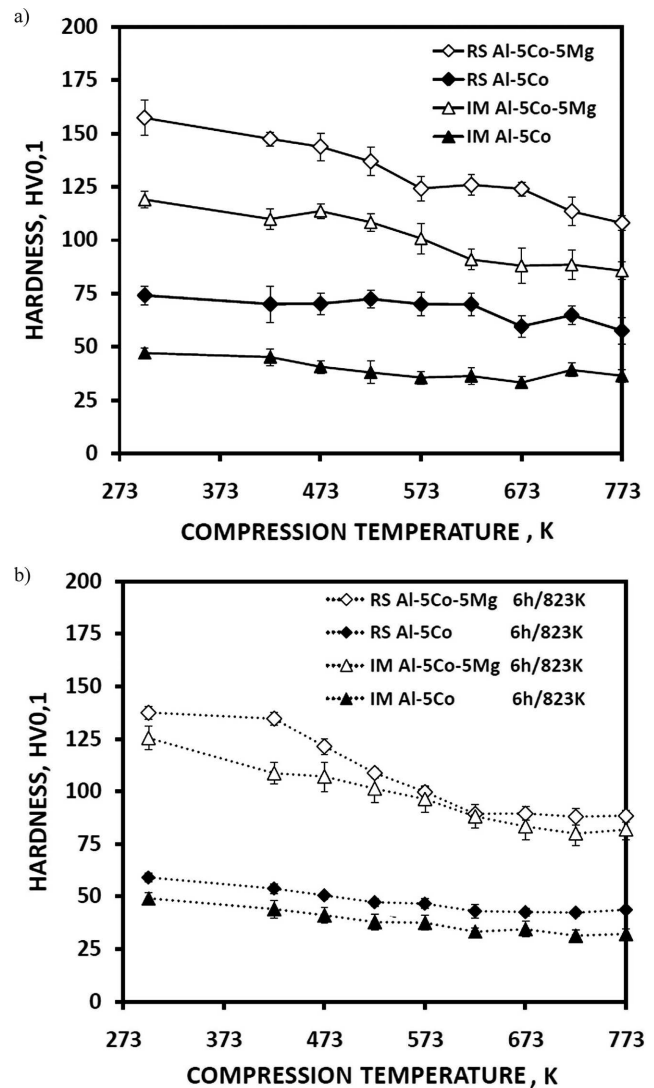 a)
200
175
150
125
100
75
50
25
0
HARDNESS, HV0,1
RS Al-5Co-5Mg
RS Al-5Co
IM Al-5Co-5Mg
IM Al-5Co
273 373 473 573 673 773
COMPRESSION TEMPERATURE , K
b)
200
175
150
125
100
75
50
25
0
HARDNESS, HV0,1
RS Al-5Co-5Mg 6h/823K
RS Al-5Co 6h/823K
IM Al-5Co-5Mg 6h/823K
IM Al-5Co 6h/823K
273 373 473 573 673 773
COMPRESSION TEMPERATURE , K